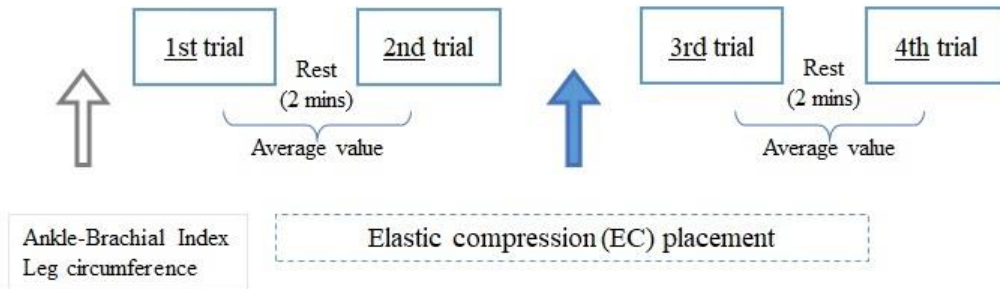 1st trial
Rest
(2 mins)
2nd trial
Average value
3rd trial
Rest
(2 mins)
4th trial
Average value
Ankle-Brachial Index
Leg circumference
Elastic compression (EC) placement